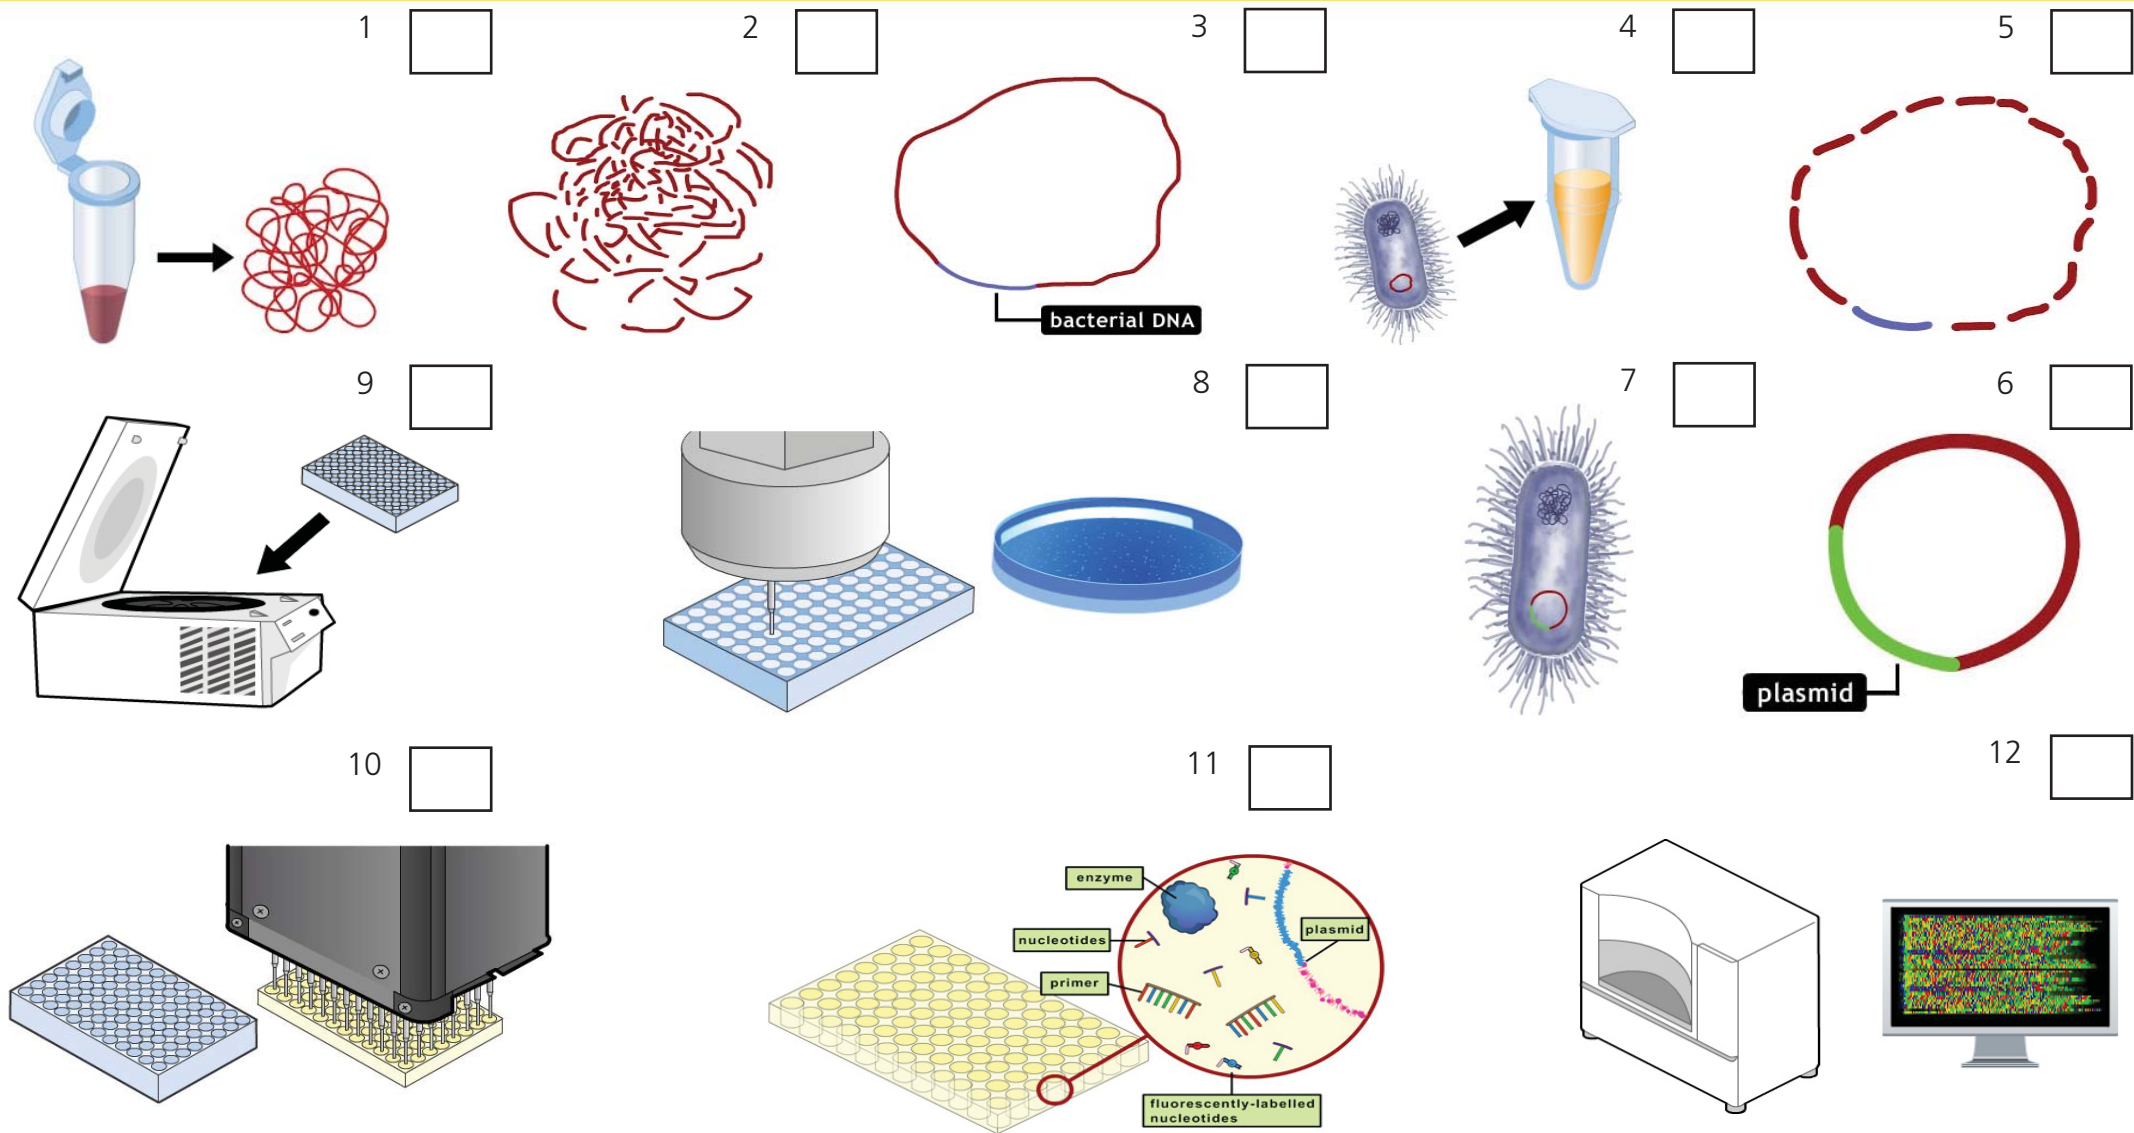 1
2
3
4
5
bacterial DNA
9
8
7
6
plasmid
10
11
12
enzyme
nucleotides
plasmid
primer
fluorescently-labelled
nucleotides